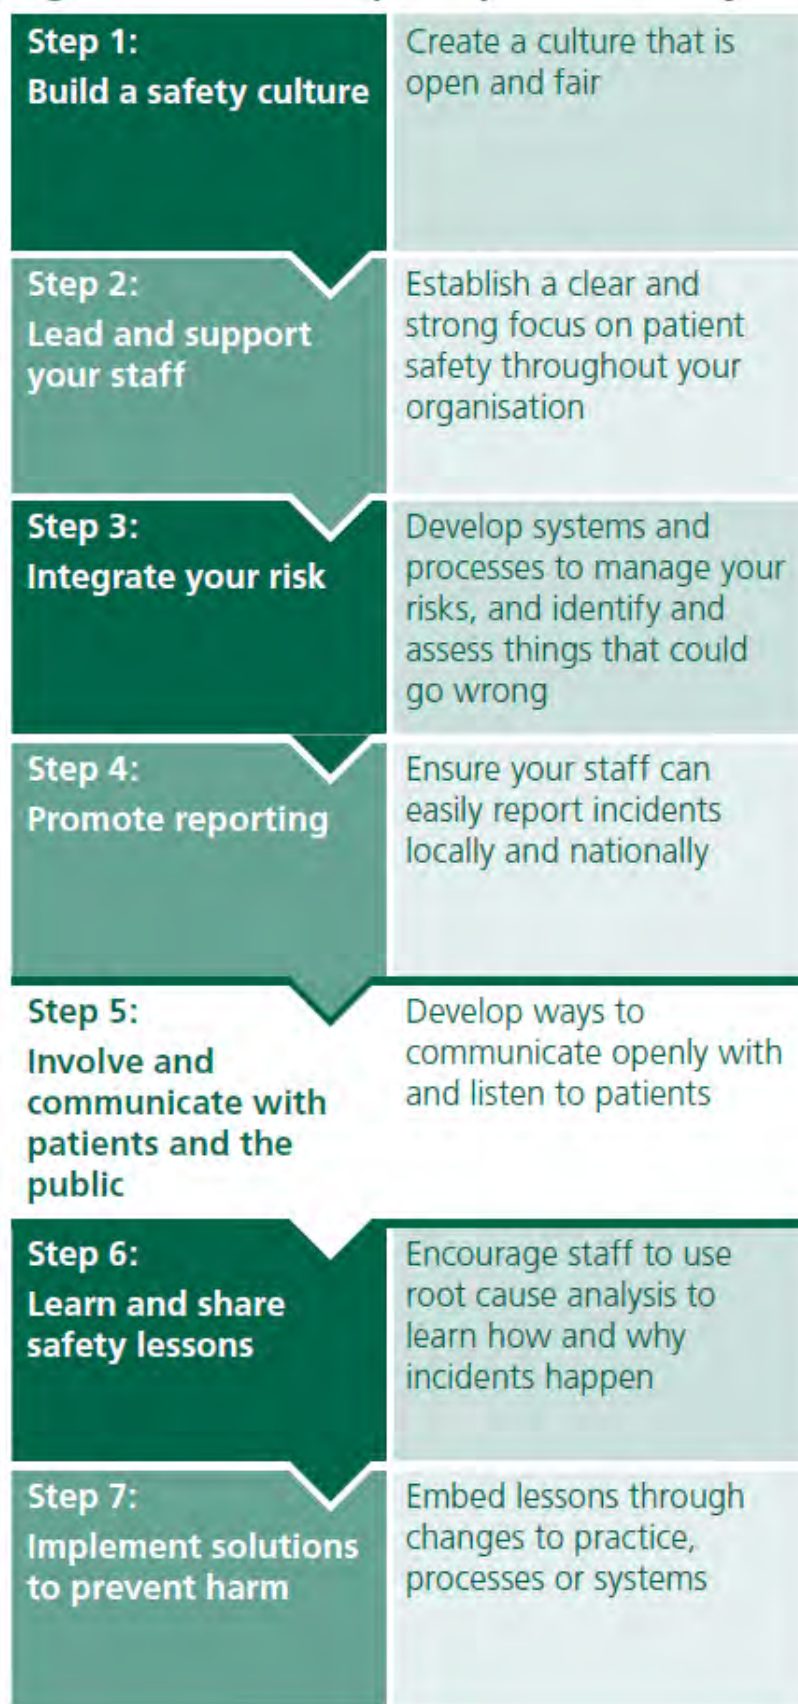 Step 1:
Build a safety culture
Create a culture that is
open and fair
Step 2:
Lead and support
your staff
Establish a clear and
strong focus on patient
safety throughout your
organisation
Step 3:
Integrate your risk
Develop systems and
processes to manage your
risks, and identify and
assess things that could
go wrong
Step 4:
Promote reporting
Ensure your staff can
easily report incidents
locally and nationally
Step 5:
Involve and
communicate with
patients and the
public
Develop ways to
communicate openly with
and listen to patients
Step 6:
Learn and share
safety lessons
Encourage staff to use
root cause analysis to
learn how and why
incidents happen
Step 7:
Implement solutions
to prevent harm
Embed lessons through
changes to practice,
processes or systems